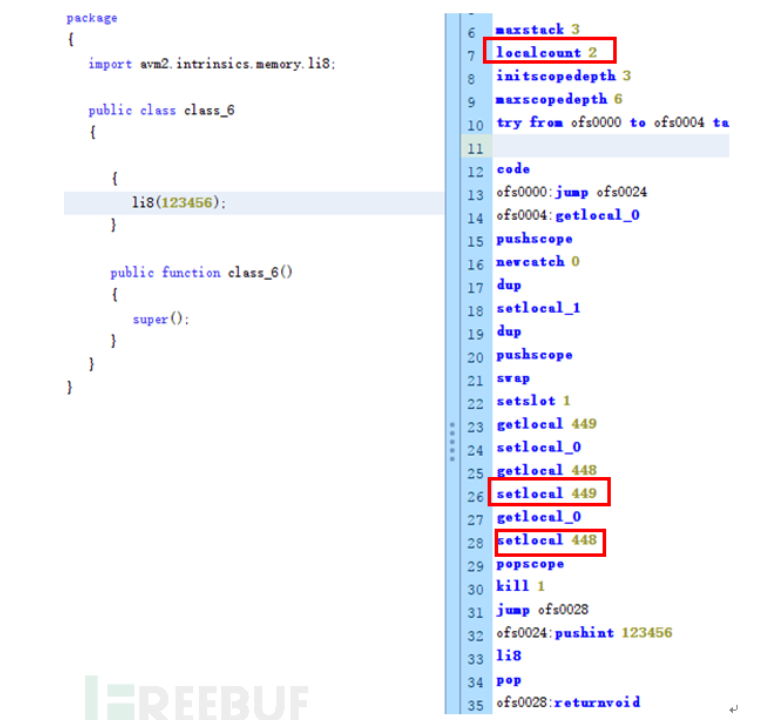 package
{
import avm2.intrinsics.memory.li8;
public class class_6
{
{
li8(123456);
}
public function class_6()
{
super();
}
}
}
6 maxstack 3
7 localcount 2
8 initscopedepth 3
9 maxscopedepth 6
10 try from ofs0000 to ofs0004 ta
11
12 code
13 ofs0000:jump ofs0024
14 ofs0004:getlocal_0
15 pushscope
16 newcatch 0
17 dup
18 setlocal_1
19 dup
20 pushscope
21 swap
22 setslot 1
23 getlocal 449
24 setlocal_0
25 getlocal 448
26 setlocal 449
27 getlocal_0
28 setlocal 448
29 popscope
30 kill 1
31 jump ofs0028
32 ofs0024:pushint 123456
33 li8
34 pop
35 ofs0028:returnvoid
FREEBUF